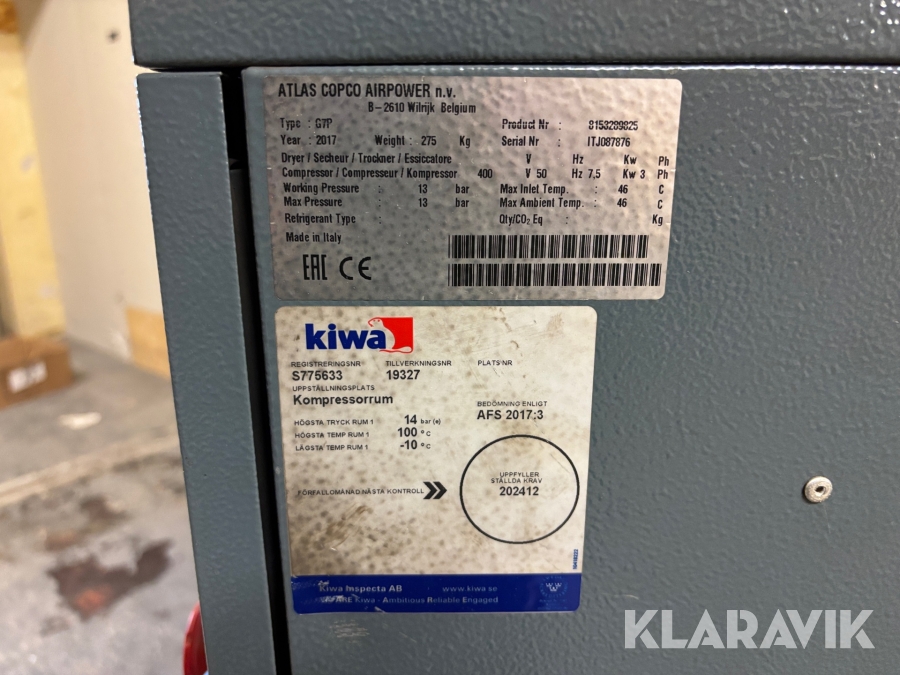 ATLAS COPCO AIRPOWER n.v.
B-2610 Wilrijk Belgium
Type : G7P Product Nr : 8153289825
Year : 2017 Weight : 275 Kg Serial Nr : ITJ087876
Dryer / Secheur / Trockner / Essiccatore V Hz Kw Ph
Compressor / Compresseur / Kompressor 400 V 50 Hz 7,5 Kw 3 Ph
Working Pressure : 13 bar Max Inlet Temp. : 46 C
Max Pressure : 13 bar Max Ambient Temp. : 46 C
Refrigerant Type : Qty/CO2 Eq : Kg
Made in Italy
EAC CE
kiwa
REGISTRERINGSNR TILLVERKNINGSNR PLATSNR
S775633 19327
UPPSTÄLLNINGSPLATS
Kompressorrum
BEDÖMNING ENLIGT
AFS 2017:3
HÖGSTA TRYCK RUM 1 14 bar (e)
HÖGSTA TEMP RUM 1 100 °C
LÄGSTA TEMP RUM 1 -10 °C
UPPFYLLER
STÄLLDA KRAV
202412
FÖRFALLOMÅNAD NÄSTA KONTROLL
Kiwa Inspecta AB www.kiwa.se
Kiwa - Ambitious Reliable Engaged
KLARAVIK